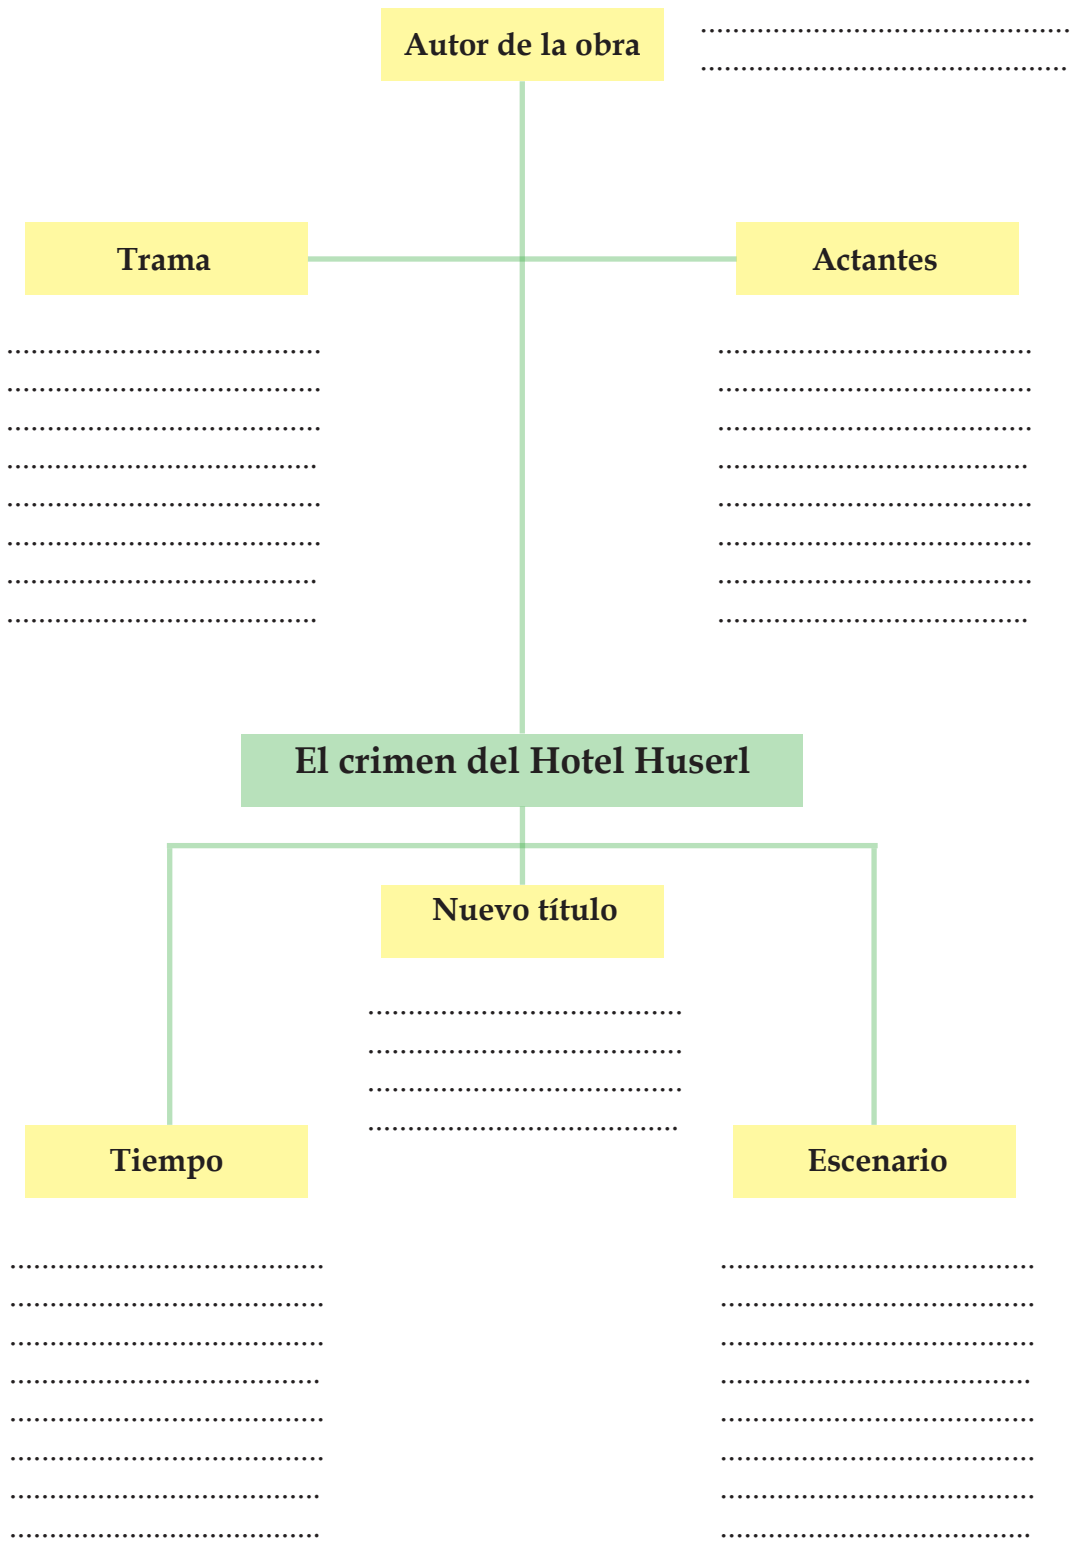 Autor de la obra
Trama
Actantes
El crimen del Hotel Huserl
Nuevo título
Tiempo
Escenario